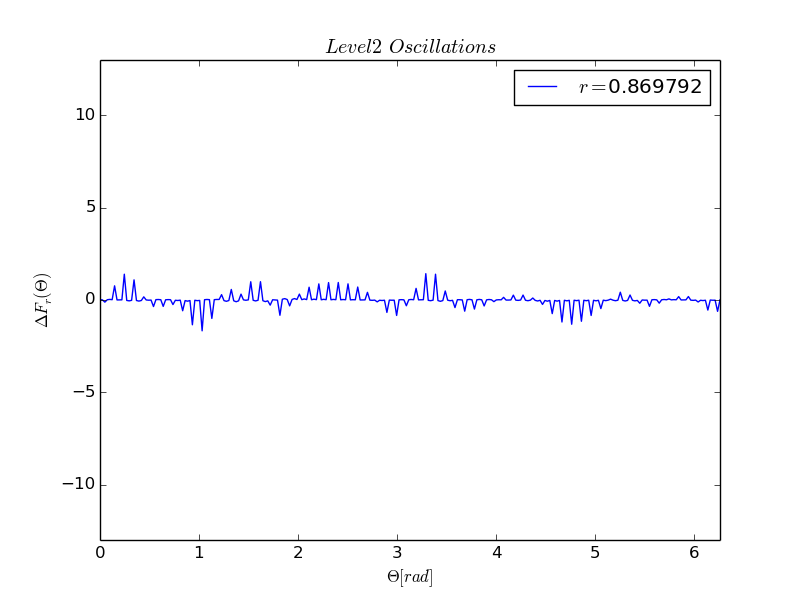 Level2 Oscillations
r=0.869792
10
5
0
−5
−10
ΔF_r(Θ)
0 1 2 3 4 5 6
Θ[rad]